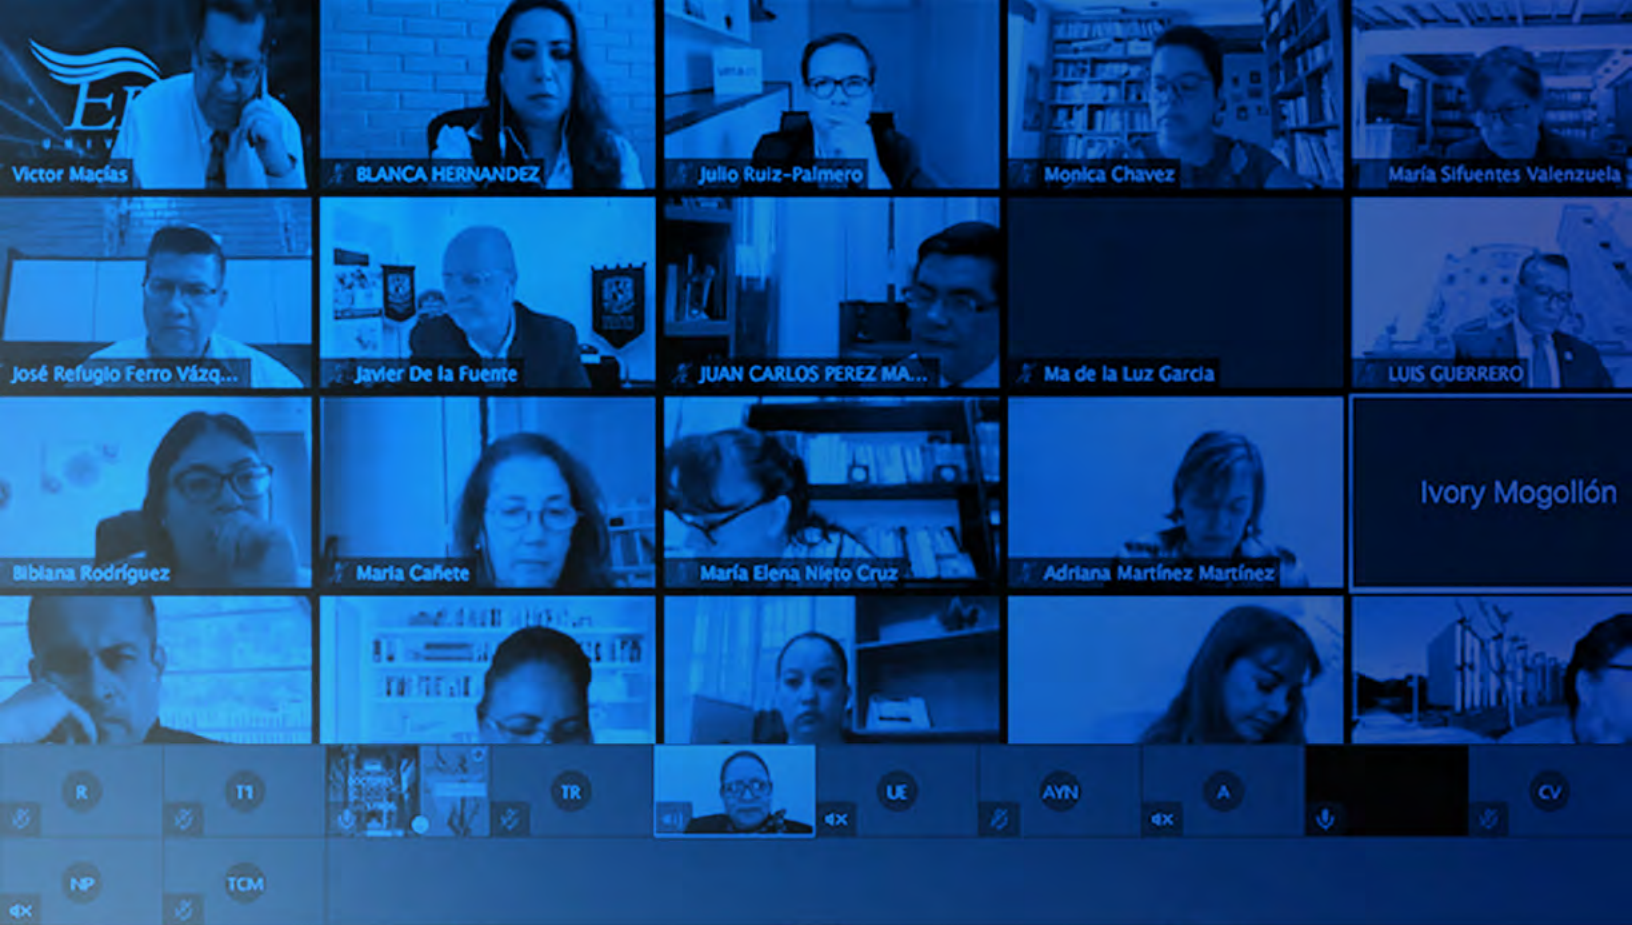 Victor Macías
BLANCA HERNANDEZ
Julio Ruiz-Palmero
Monica Chavez
María Sifuentes Valenzuela
José Refugio Ferro Vázq...
Javier De la Fuente
JUAN CARLOS PEREZ MA...
Ma de la Luz Garcia
LUIS GUERRERO
Bibiana Rodríguez
Maria Cañete
María Elena Nieto Cruz
Adriana Martínez Martínez
Ivory Mogollón
R
T1
TR
UE
AYN
A
CV
NP
TCM